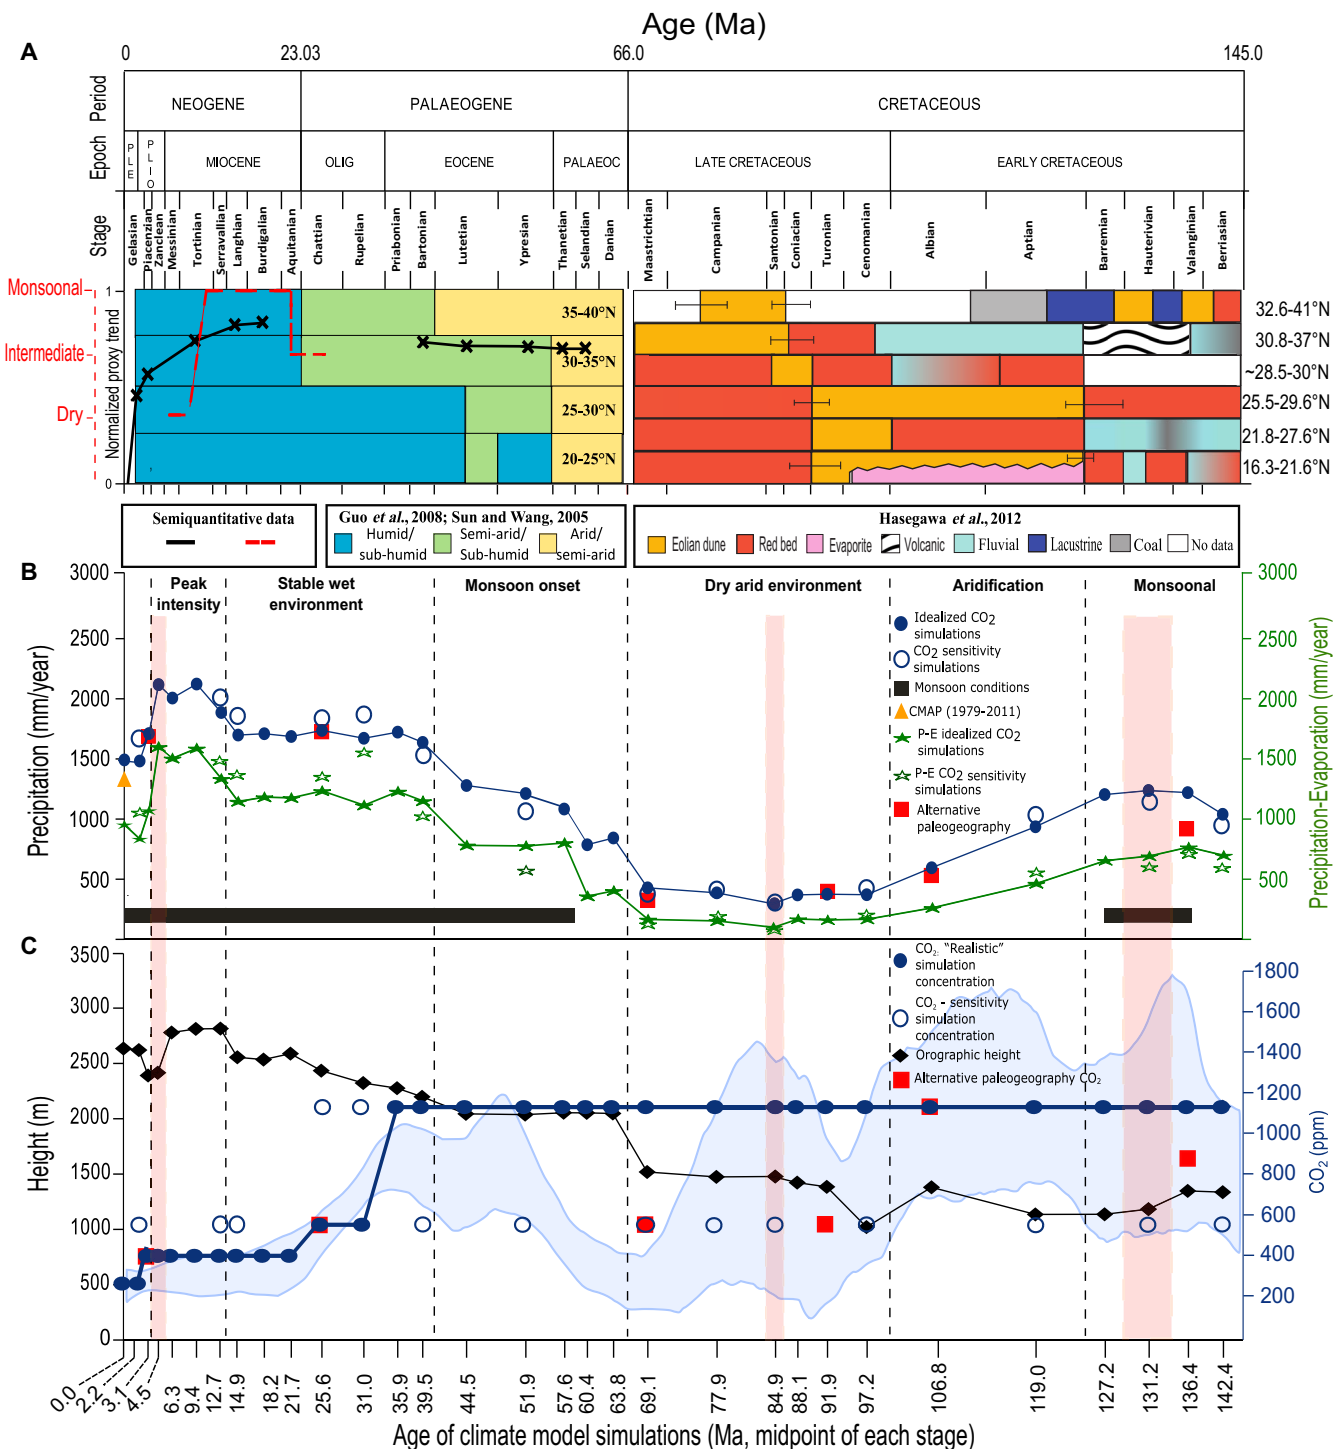 Age (Ma)
A
0
23.03
66.0
145.0
Period
NEOGENE
PALAEOGENE
CRETACEOUS
Epoch
PLE
PLIO
MIOCENE
OLIG
EOCENE
PALAEOC
LATE CRETACEOUS
EARLY CRETACEOUS
Stage
Gelasian
Piacenzian
Zanclean
Messinian
Tortinian
Serravallian
Langhian
Burdigalian
Aquitanian
Chattian
Rupelian
Priabonian
Bartonian
Lutetian
Ypresian
Thanetian
Selandian
Danian
Maastrichtian
Campanian
Santonian
Coniacian
Turonian
Cenomanian
Albian
Aptian
Barremian
Hauterivian
Valanginian
Berriasian
Monsoonal
Intermediate
Dry
1
Normalized proxy trend
0
35-40°N
30-35°N
25-30°N
20-25°N
32.6-41°N
30.8-37°N
~28.5-30°N
25.5-29.6°N
21.8-27.6°N
16.3-21.6°N
Semiquantitative data
Guo et al., 2008; Sun and Wang, 2005
Humid/
sub-humid
Semi-arid/
Sub-humid
Arid/
semi-arid
Hasegawa et al., 2012
Eolian dune
Red bed
Evaporite
Volcanic
Fluvial
Lacustrine
Coal
No data
B
3000
2500
2000
1500
1000
500
Precipitation (mm/year)
Peak
intensity
Stable wet
environment
Monsoon onset
Dry arid environment
Aridification
Monsoonal
Idealized CO2
simulations
CO2 sensitivity
simulations
Monsoon conditions
CMAP (1979-2011)
P-E idealized CO2
simulations
P-E CO2 sensitivity
simulations
Alternative
paleogeography
3000
2500
2000
1500
1000
500
Precipitation-Evaporation (mm/year)
C
3500
3000
2500
2000
1500
1000
500
0
Height (m)
CO2. "Realistic"
simulation
concentration
CO2 - sensitivity
simulation
concentration
Orographic height
Alternative paleogeography CO2
1800
1600
1400
1200
1000
800
600
400
200
CO2 (ppm)
0.0
2.2
3.1
4.5
6.3
9.4
12.7
14.9
18.2
21.7
25.6
31.0
35.9
39.5
44.5
51.9
57.6
60.4
63.8
69.1
77.9
84.9
88.1
91.9
97.2
106.8
119.0
127.2
131.2
136.4
142.4
Age of climate model simulations (Ma, midpoint of each stage)